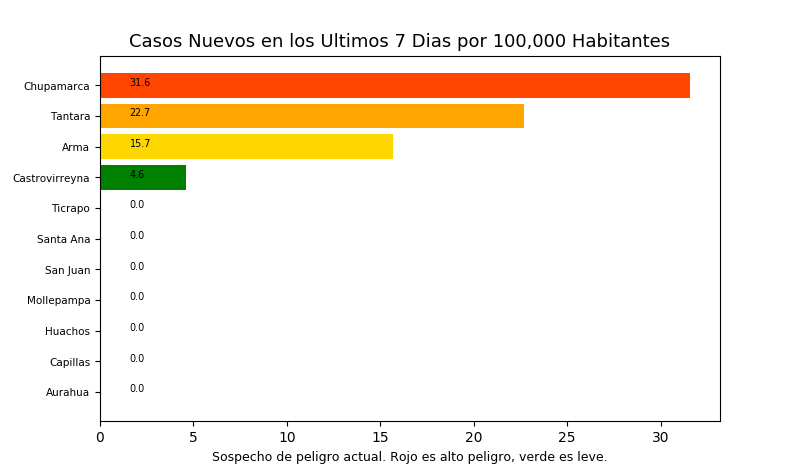 Casos Nuevos en los Ultimos 7 Dias por 100,000 Habitantes
Chupamarca 31.6
Tantara 22.7
Arma 15.7
Castrovirreyna 4.6
Ticrapo 0.0
Santa Ana 0.0
San Juan 0.0
Mollepampa 0.0
Huachos 0.0
Capillas 0.0
Aurahua 0.0
0 5 10 15 20 25 30
Sospecho de peligro actual. Rojo es alto peligro, verde es leve.